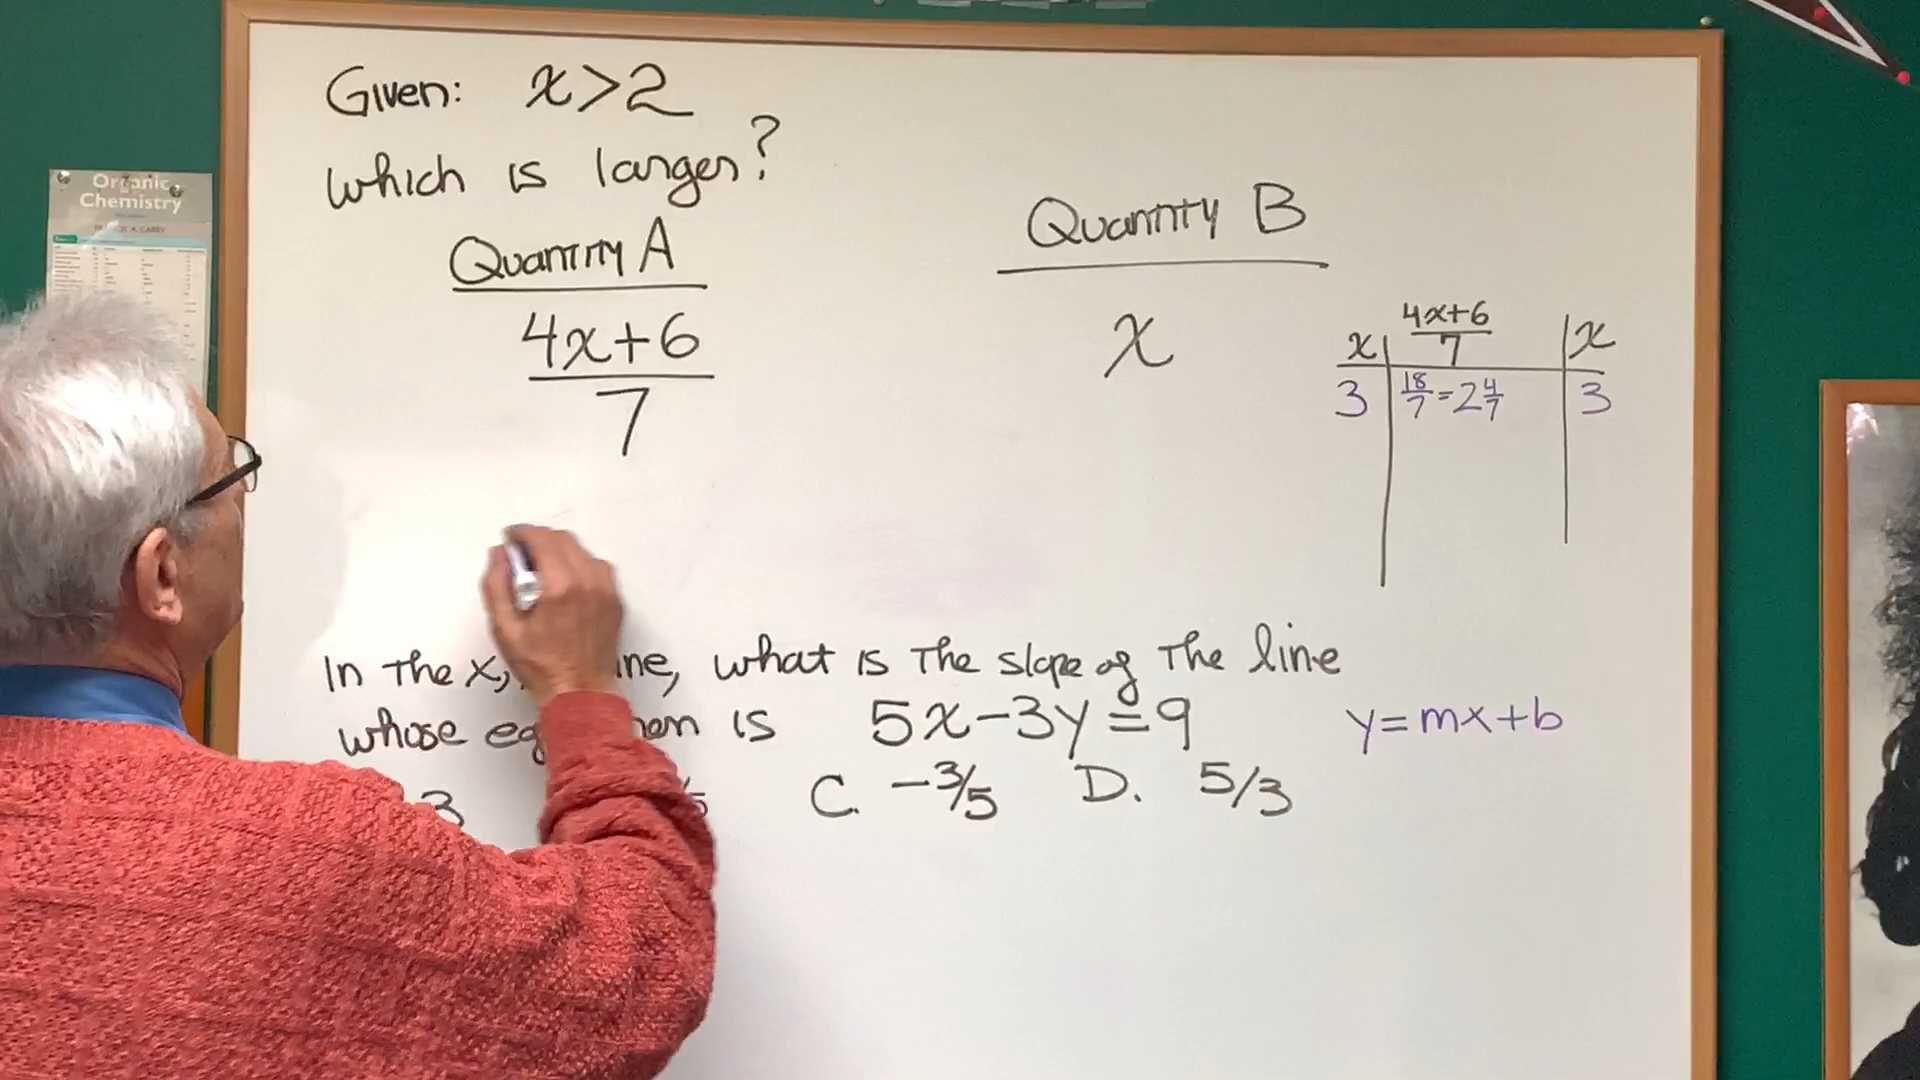 Given: x>2
which is larger?
Quantity A
4x+6
7
Quantity B
x
x
4x+6
7
x
3
18/7=2 4/7
3
In the x, ne, what is the slope of the line
whose is 5x-3y=9
y=mx+b
3
C. -3/5 D. 5/3
Organic
Chemistry